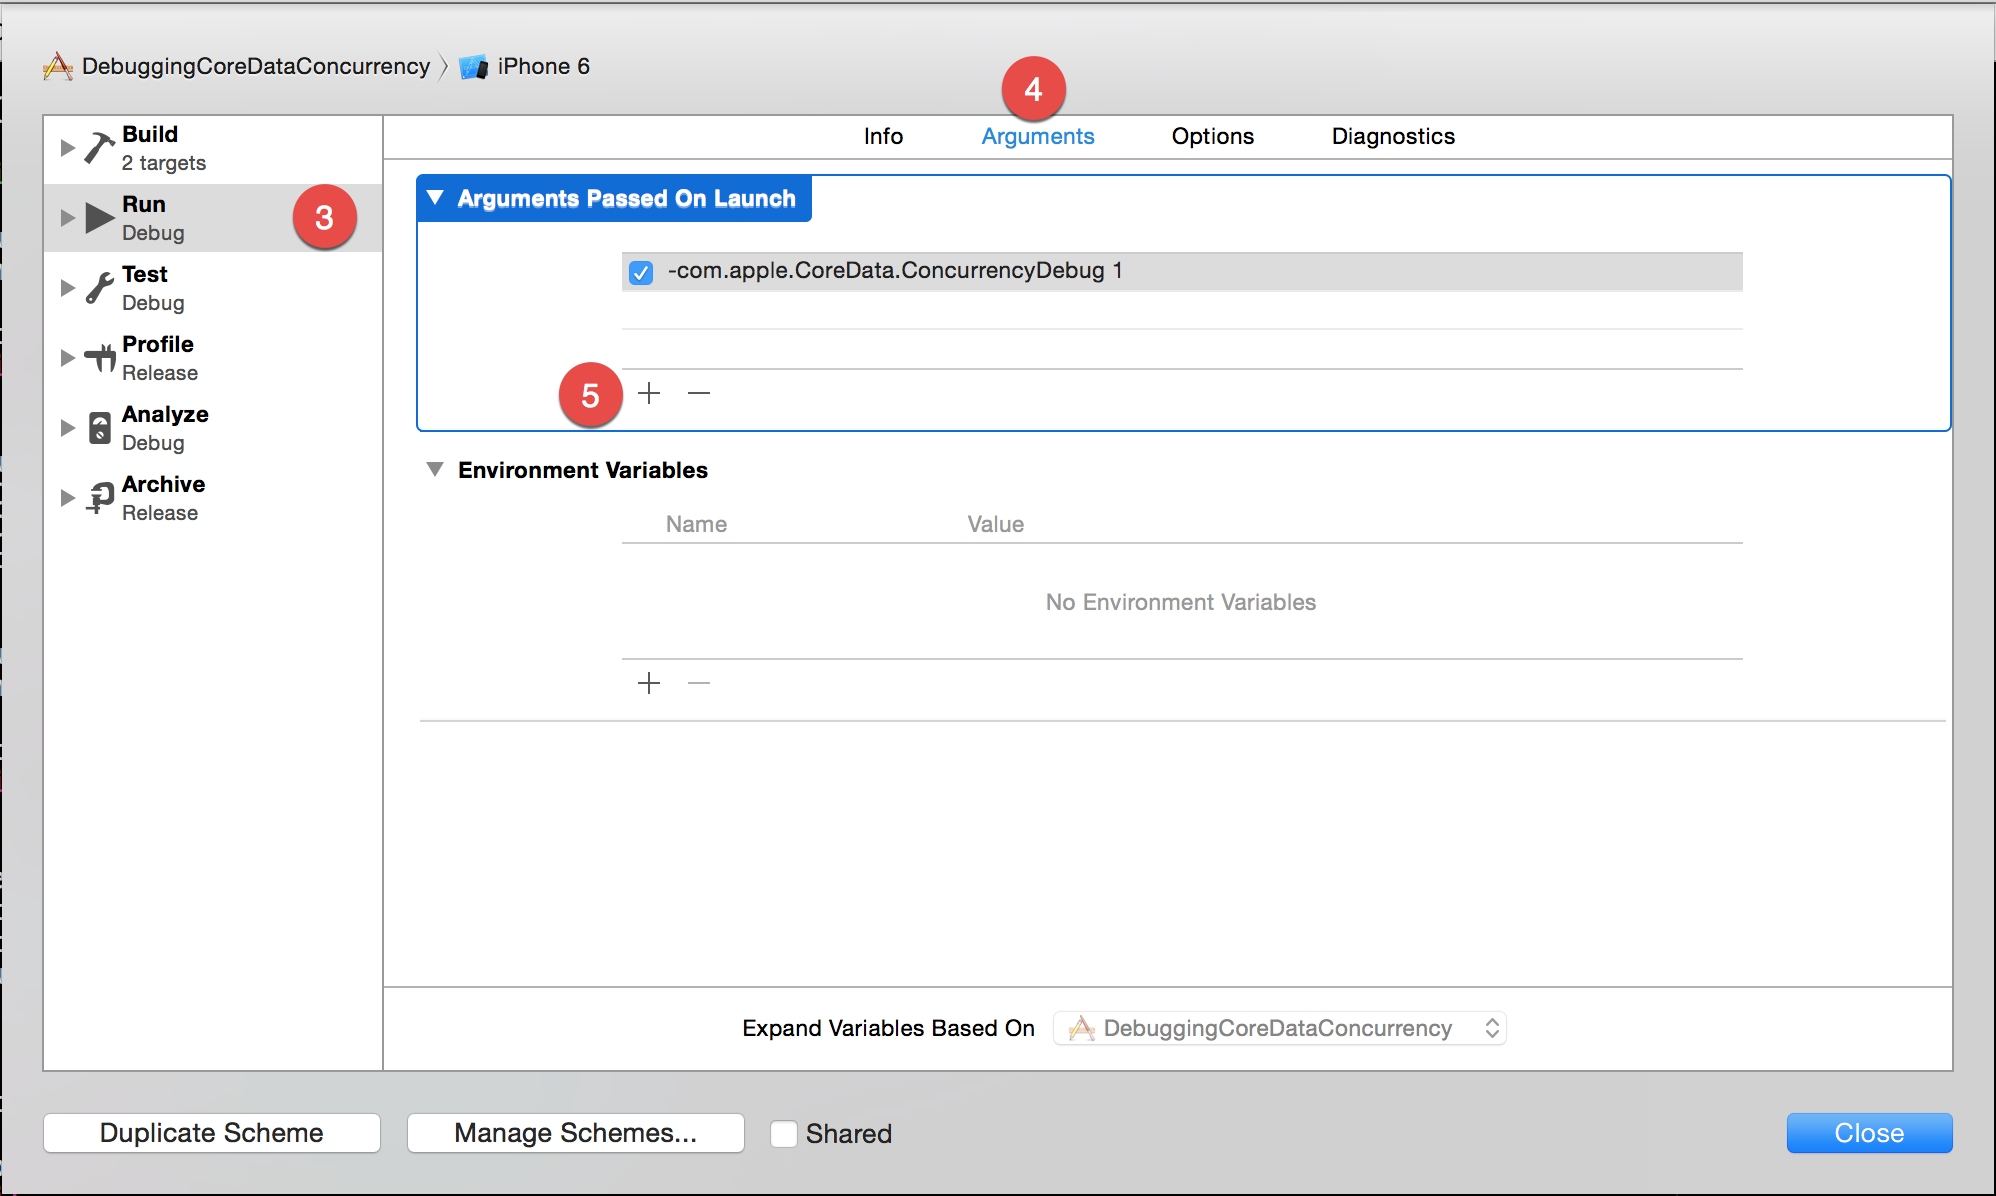 DebuggingCoreDataConcurrency iPhone 6
4
Info Arguments Options Diagnostics
Build
2 targets
Run
Debug
3
Test
Debug
Profile
Release
Analyze
Debug
Archive
Release
Arguments Passed On Launch
-com.apple.CoreData.ConcurrencyDebug 1
5
Environment Variables
Name Value
No Environment Variables
Expand Variables Based On DebuggingCoreDataConcurrency
Duplicate Scheme Manage Schemes... Shared Close